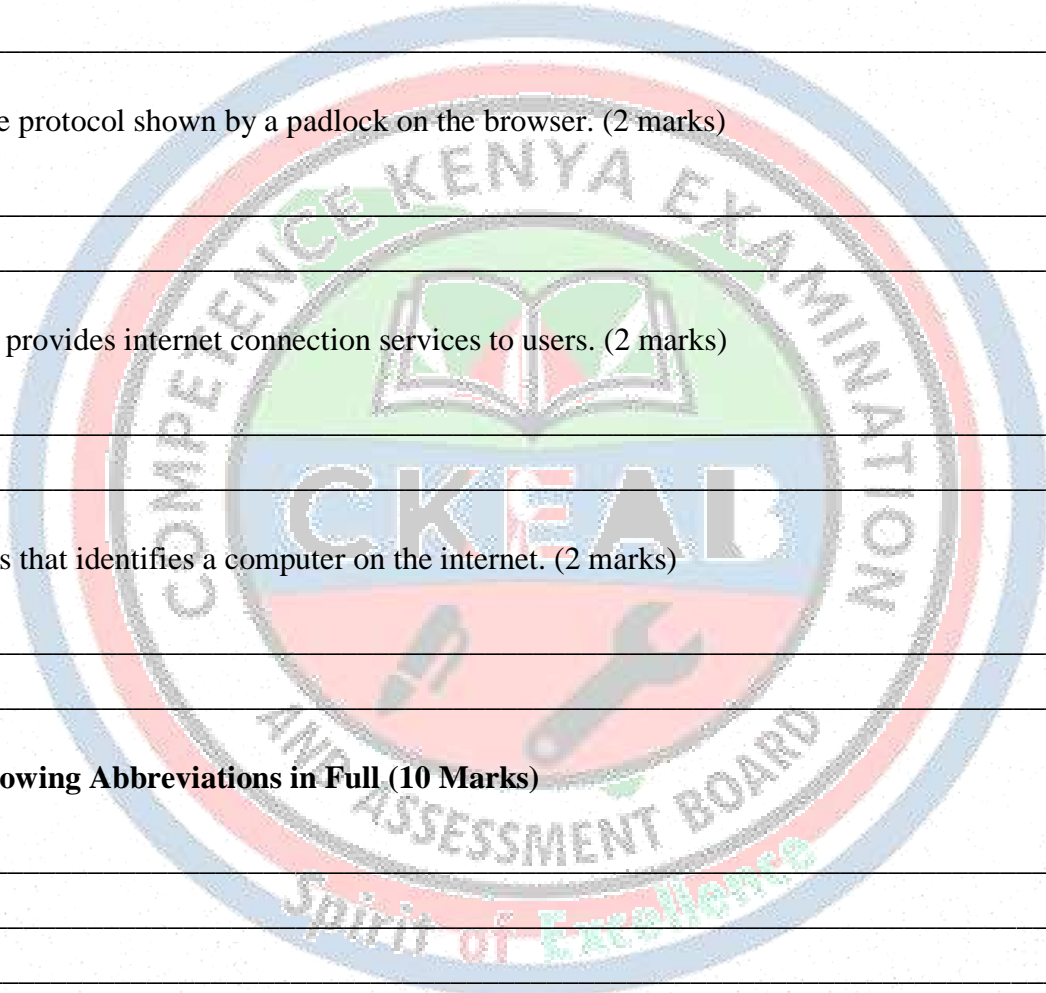 e protocol shown by a padlock on the browser. (2 marks)
provides internet connection services to users. (2 marks)
s that identifies a computer on the internet. (2 marks)
owing Abbreviations in Full (10 Marks)
COMPETENCE KENYA EXAMINATION
AND ASSESSMENT BOARD
CKEAB
Spirit of Excellence